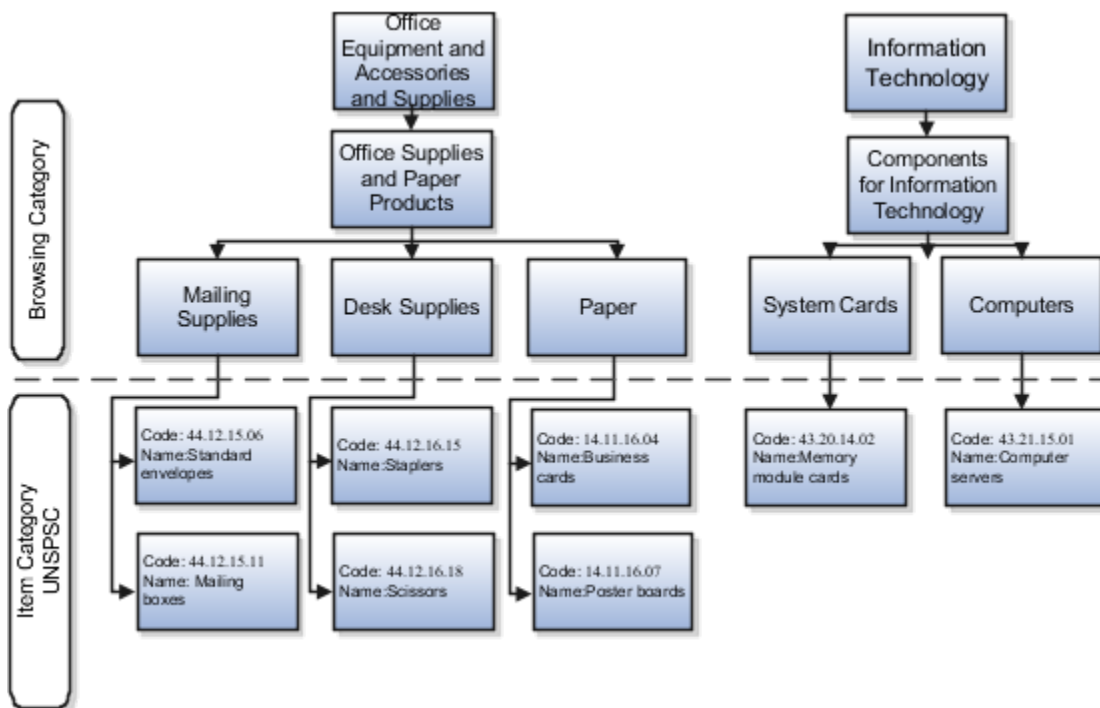 Office
Equipment and
Accessories
and Supplies
Information
Technology
Browsing Category
Office Supplies
and Paper
Products
Components
for Information
Technology
Mailing
Supplies
Desk Supplies
Paper
System Cards
Computers
Item Category
UNSPSC
Code: 44.12.15.06
Name:Standard
envelopes
Code: 44.12.16.15
Name:Staplers
Code: 14.11.16.04
Name:Business
cards
Code: 43.20.14.02
Name:Memory
module cards
Code: 43.21.15.01
Name:Computer
servers
Code: 44.12.15.11
Name: Mailing
boxes
Code: 44.12.16.18
Name:Scissors
Code: 14.11.16.07
Name:Poster boards